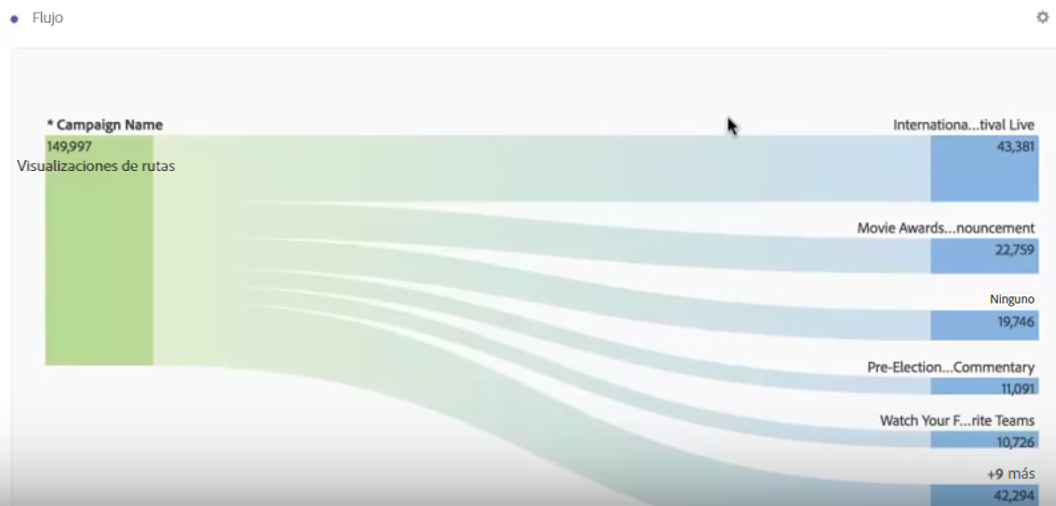 Flujo
* Campaign Name
149,997
Visualizaciones de rutas
Internationa...tival Live
43,381
Movie Awards...nouncement
22,759
Ninguno
19,746
Pre-Election...Commentary
11,091
Watch Your F...rite Teams
10,726
+9 más
42,294